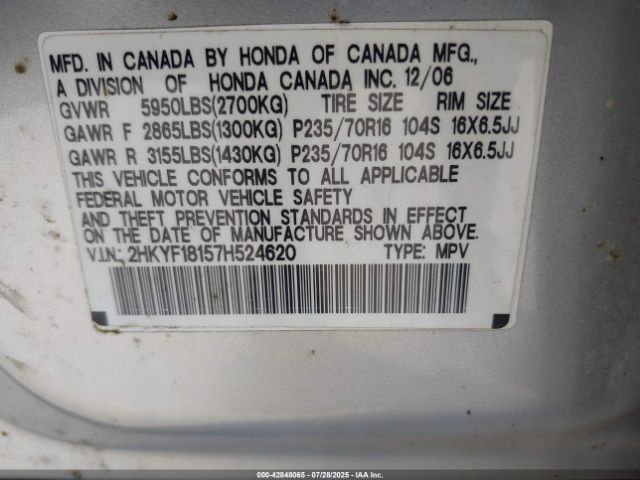 MFD. IN CANADA BY HONDA OF CANADA MFG.,
A DIVISION OF HONDA CANADA INC. 12/06
GVWR 5950LBS(2700KG) TIRE SIZE RIM SIZE
GAWR F 2865LBS(1300KG) P235/70R16 104S 16X6.5JJ
GAWR R 3155LBS(1430KG) P235/70R16 104S 16X6.5JJ
THIS VEHICLE CONFORMS TO ALL APPLICABLE
FEDERAL MOTOR VEHICLE SAFETY
AND THEFT PREVENTION STANDARDS IN EFFECT
ON THE DATE OF MANUFACTURE SHOWN ABOVE.
V.I.N.: 2HKYF18157H524620 TYPE: MPV
000-42848065 / 07/28/2025 / IAAI.COM / COPART